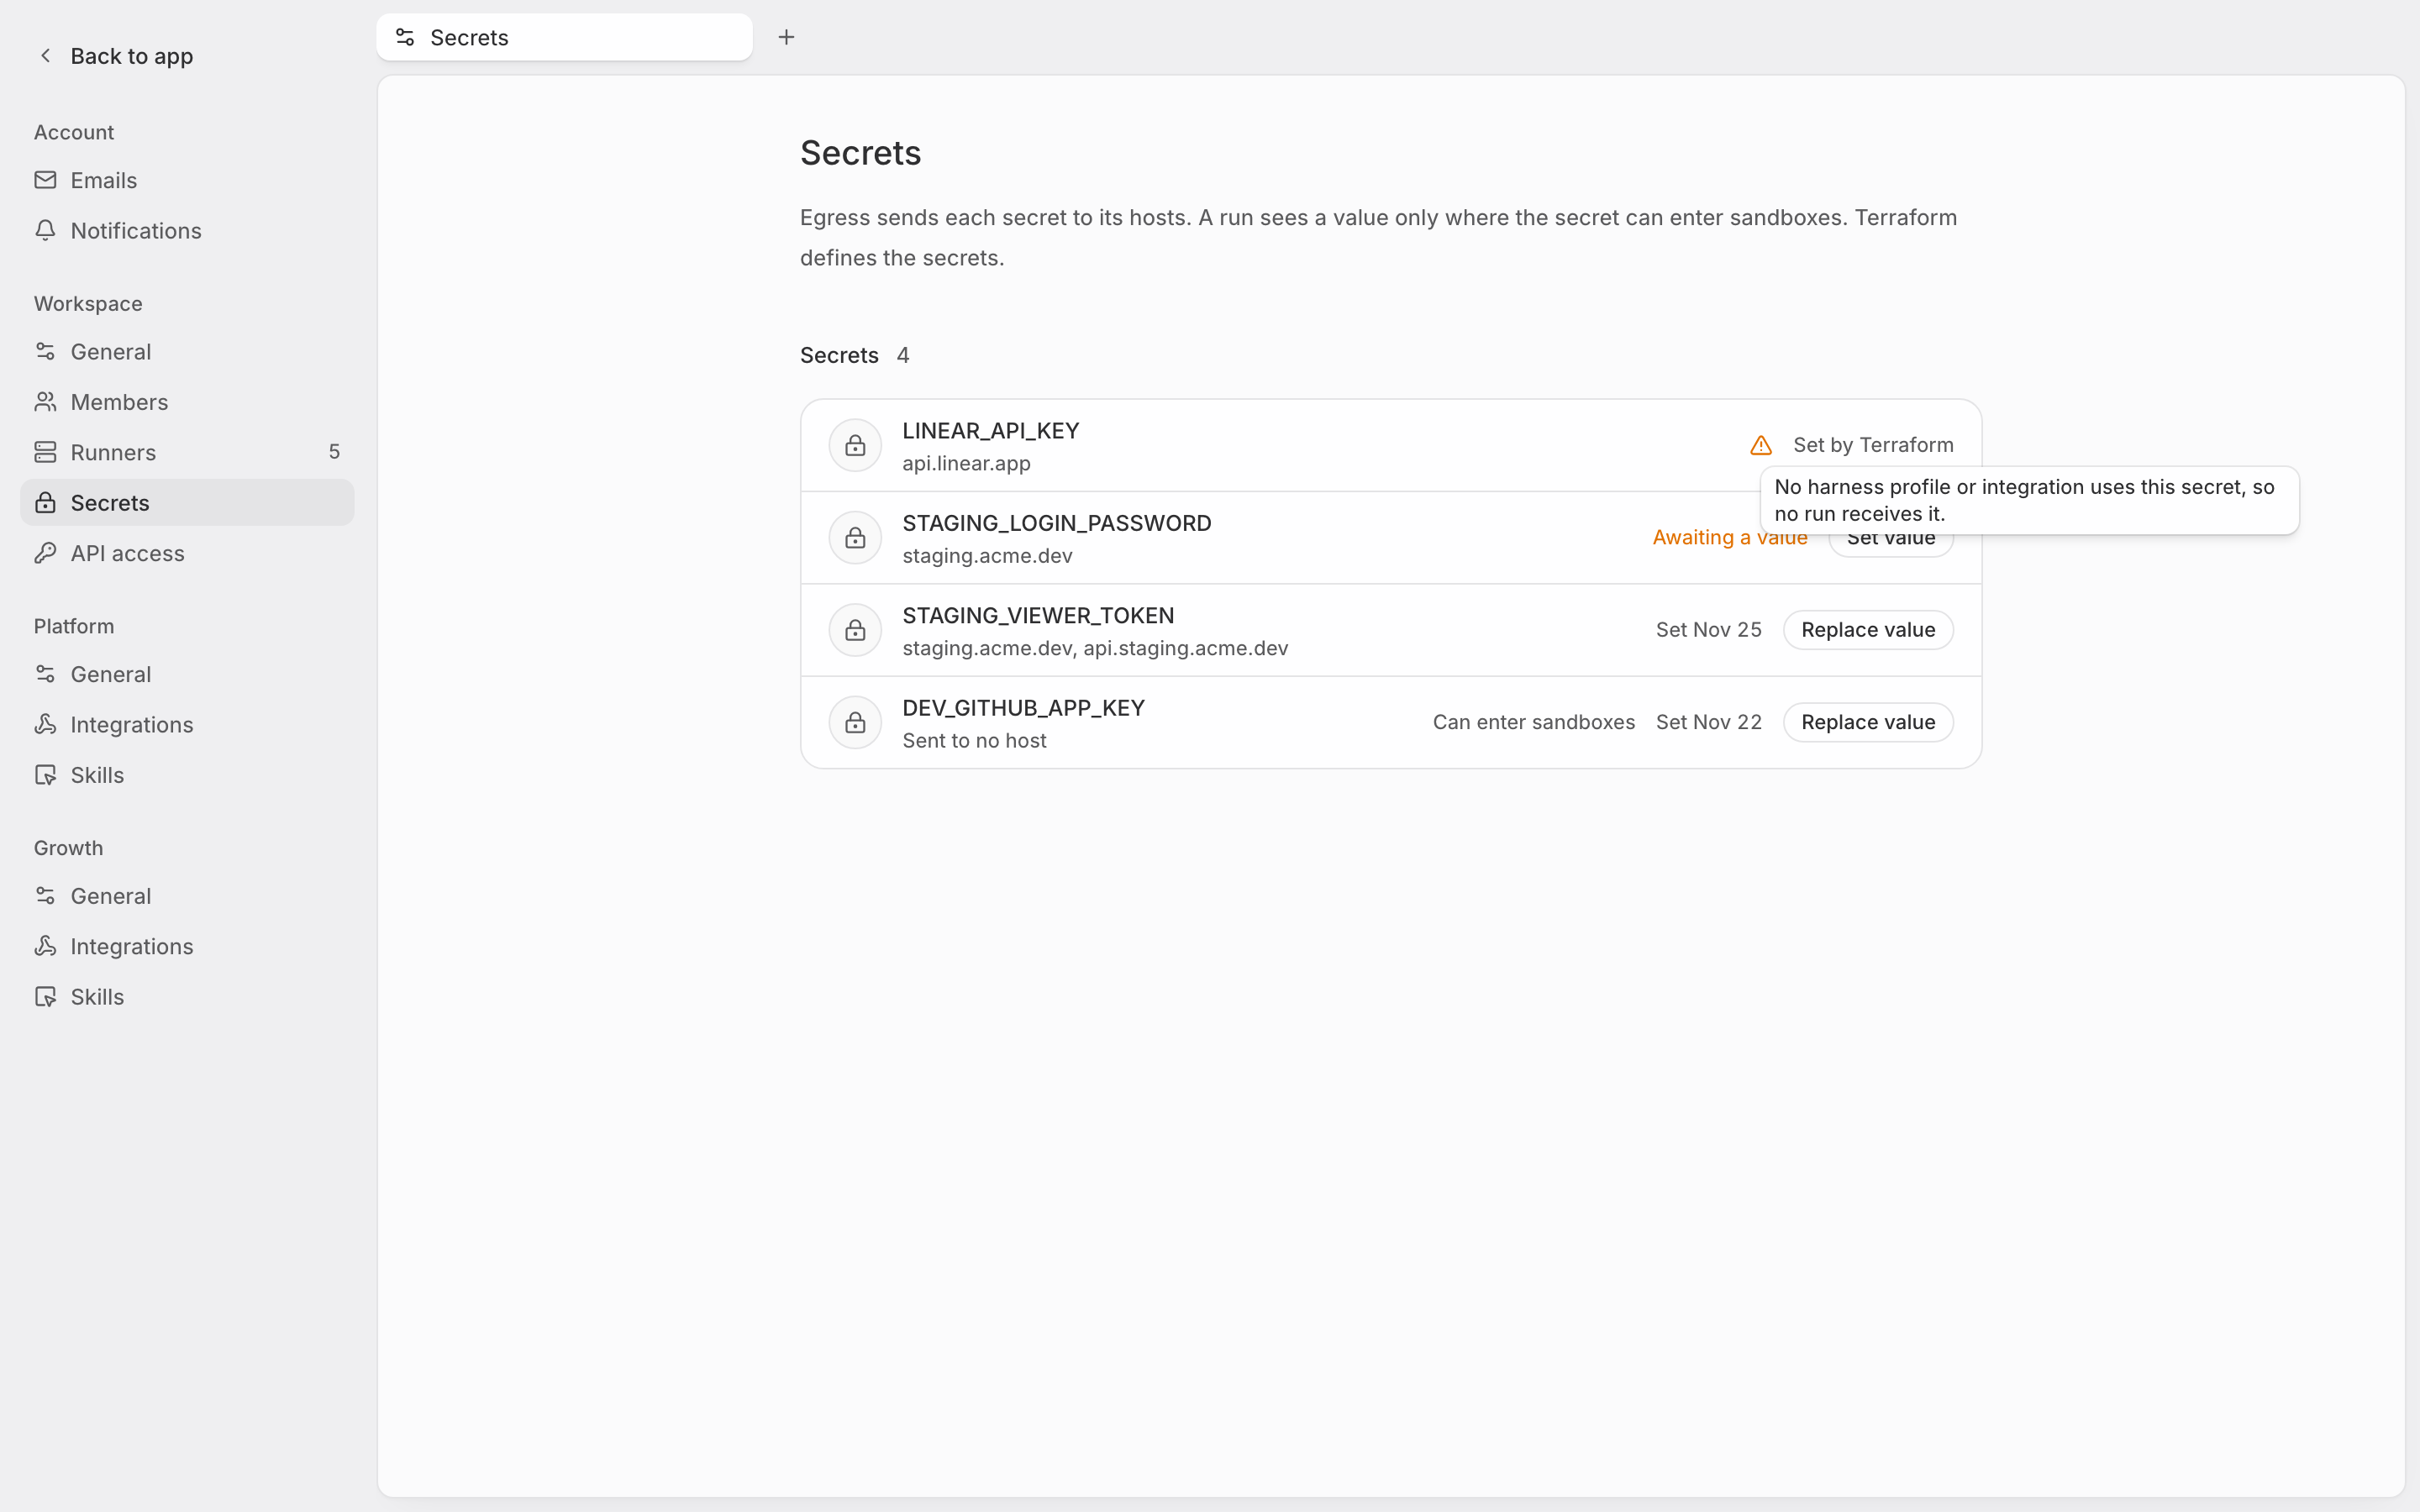 Back to app
Account
Emails
Notifications
Workspace
General
Members
Runners 5
Secrets
API access
Platform
General
Integrations
Skills
Growth
General
Integrations
Skills
Secrets
Secrets
Egress sends each secret to its hosts. A run sees a value only where the secret can enter sandboxes. Terraform
defines the secrets.
Secrets 4
LINEAR_API_KEY
api.linear.app
Set by Terraform
No harness profile or integration uses this secret, so
no run receives it.
STAGING_LOGIN_PASSWORD
staging.acme.dev
Awaiting a value Set value
STAGING_VIEWER_TOKEN
staging.acme.dev, api.staging.acme.dev
Set Nov 25 Replace value
DEV_GITHUB_APP_KEY
Sent to no host
Can enter sandboxes Set Nov 22 Replace value